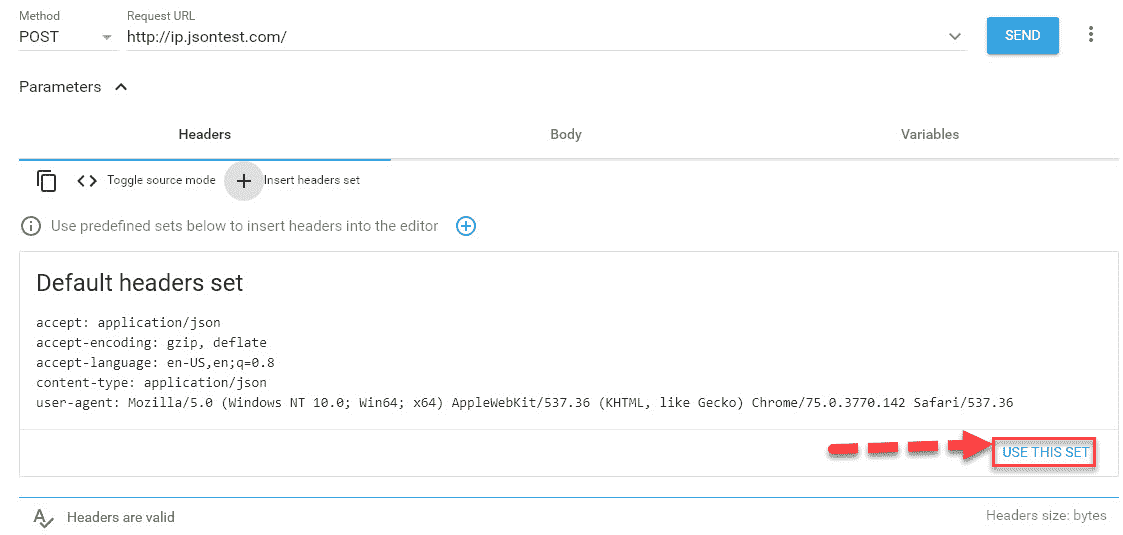 Method
Request URL
POST
http://ip.jsontest.com/
SEND
Parameters
Headers
Body
Variables
Toggle source mode
Insert headers set
Use predefined sets below to insert headers into the editor
Default headers set
accept: application/json
accept-encoding: gzip, deflate
accept-language: en-US,en;q=0.8
content-type: application/json
user-agent: Mozilla/5.0 (Windows NT 10.0; Win64; x64) AppleWebKit/537.36 (KHTML, like Gecko) Chrome/75.0.3770.142 Safari/537.36
USE THIS SET
Headers are valid
Headers size: bytes